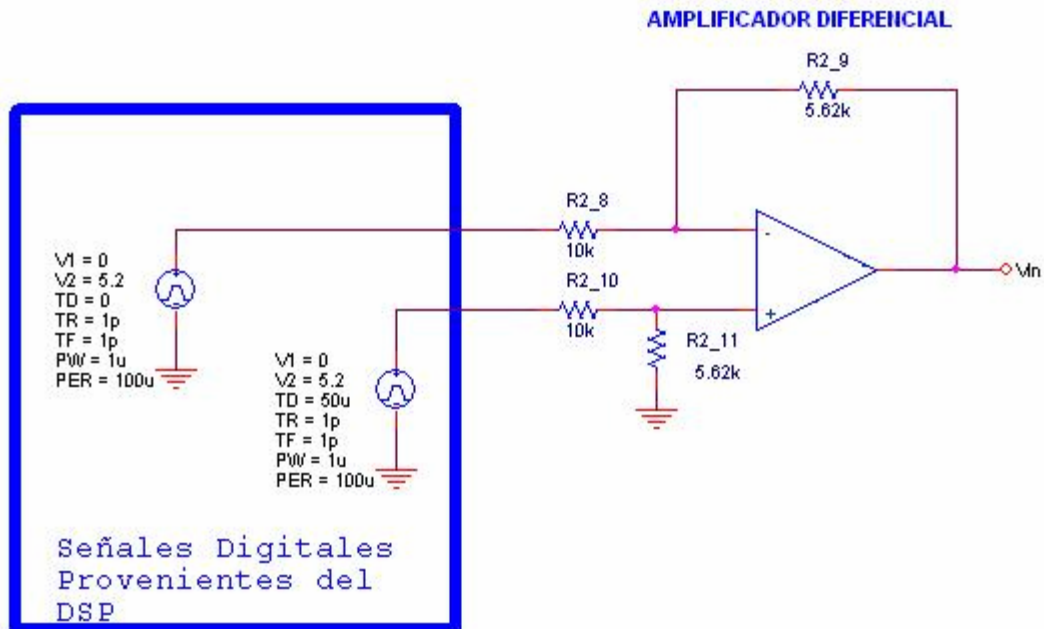 AMPLIFICADOR DIFERENCIAL
R2_9
5.62k
R2_8
10k
R2_10
10k
-
+
R2_11
5.62k
Vin
V1 = 0
V2 = 5.2
TD = 0
TR = 1p
TF = 1p
PW = 1u
PER = 100u
V1 = 0
V2 = 5.2
TD = 50u
TR = 1p
TF = 1p
PW = 1u
PER = 100u
Señales Digitales
Provenientes del
DSP